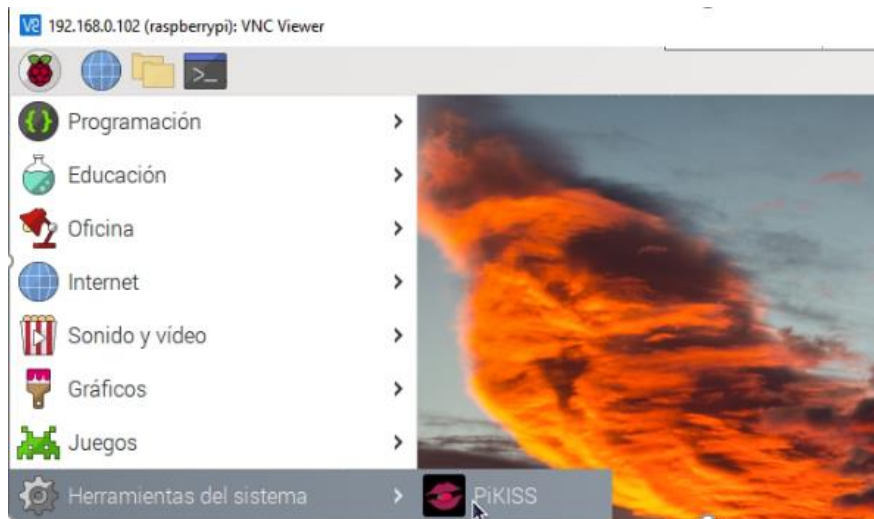 192.168.0.102 (raspberrypi): VNC Viewer
Programación
Educación
Oficina
Internet
Sonido y vídeo
Gráficos
Juegos
Herramientas del sistema
PiKISS